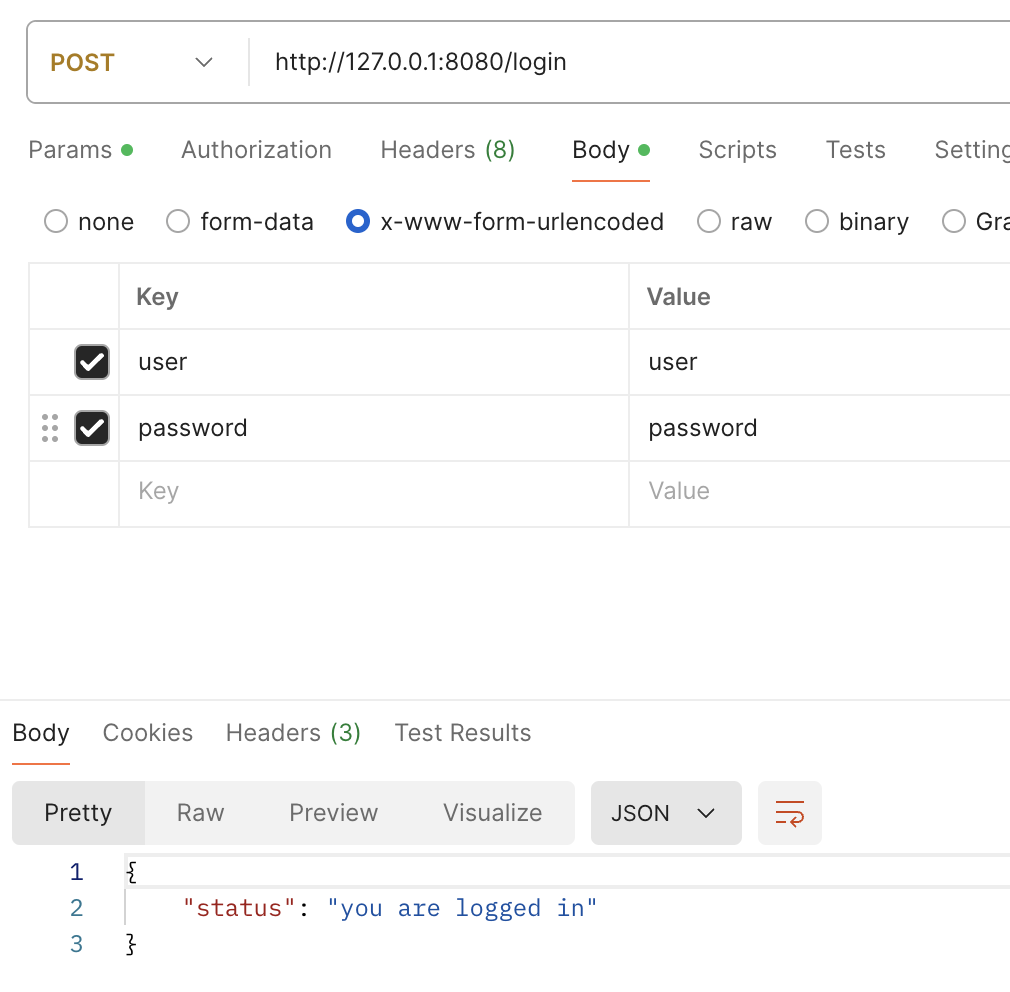 POST http://127.0.0.1:8080/login
Params Authorization Headers (8) Body Scripts Tests Setting
none form-data x-www-form-urlencoded raw binary Gra
Key Value
user user
password password
Key Value
Body Cookies Headers (3) Test Results
Pretty Raw Preview Visualize JSON
1 {
2 "status": "you are logged in"
3 }